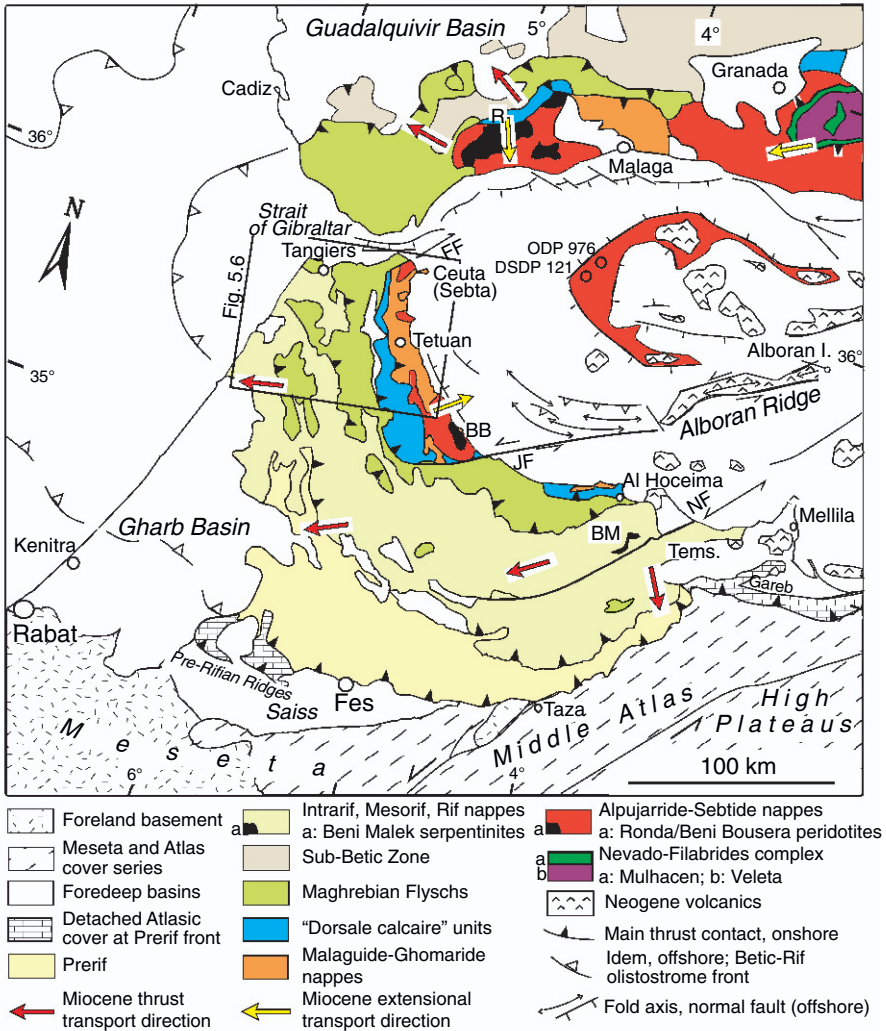 Guadalquivir Basin
5°
4°
Granada
Cadiz
36°
R
36°
Malaga
N
Strait
of Gibraltar
Tangiers
FF
ODP 976
DSDP 121
Ceuta
(Sebta)
Fig. 5.6
Tetuan
Alboran I.
36°
35°
Alboran Ridge
BB
JF
Al Hoceima
NF
Gharb Basin
BM
Mellila
Kenitra
Tems.
Gareb
Rabat
Pre-Rifian Ridges
Saiss
Fes
Taza
Middle Atlas
High
Plateaus
Meseta
6°
4°
100 km
Foreland basement
Meseta and Atlas
cover series
Foredeep basins
Detached Atlasic
cover at Prerif front
Prerif
Miocene thrust
transport direction
a
Intrarif, Mesorif, Rif nappes
a: Beni Malek serpentinites
Sub-Betic Zone
Maghrebian Flyschs
“Dorsale calcaire” units
Malaguide-Ghomaride
nappes
Miocene extensional
transport direction
a
Alpujarride-Sebtide nappes
a: Ronda/Beni Bousera peridotites
a
b
Nevado-Filabrides complex
a: Mulhacen; b: Veleta
Neogene volcanics
Main thrust contact, onshore
Idem, offshore; Betic-Rif
olistostrome front
Fold axis, normal fault (offshore)